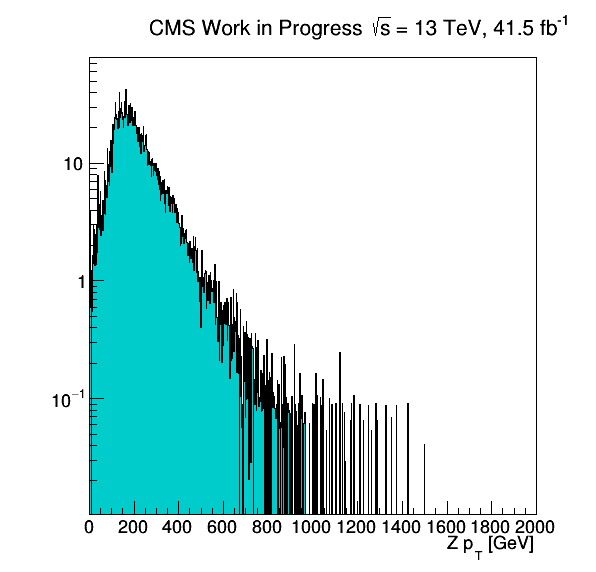 CMS Work in Progress √s = 13 TeV, 41.5 fb⁻¹
10
1
10⁻¹
0 200 400 600 800 1000 1200 1400 1600 1800 2000
Z p_T [GeV]